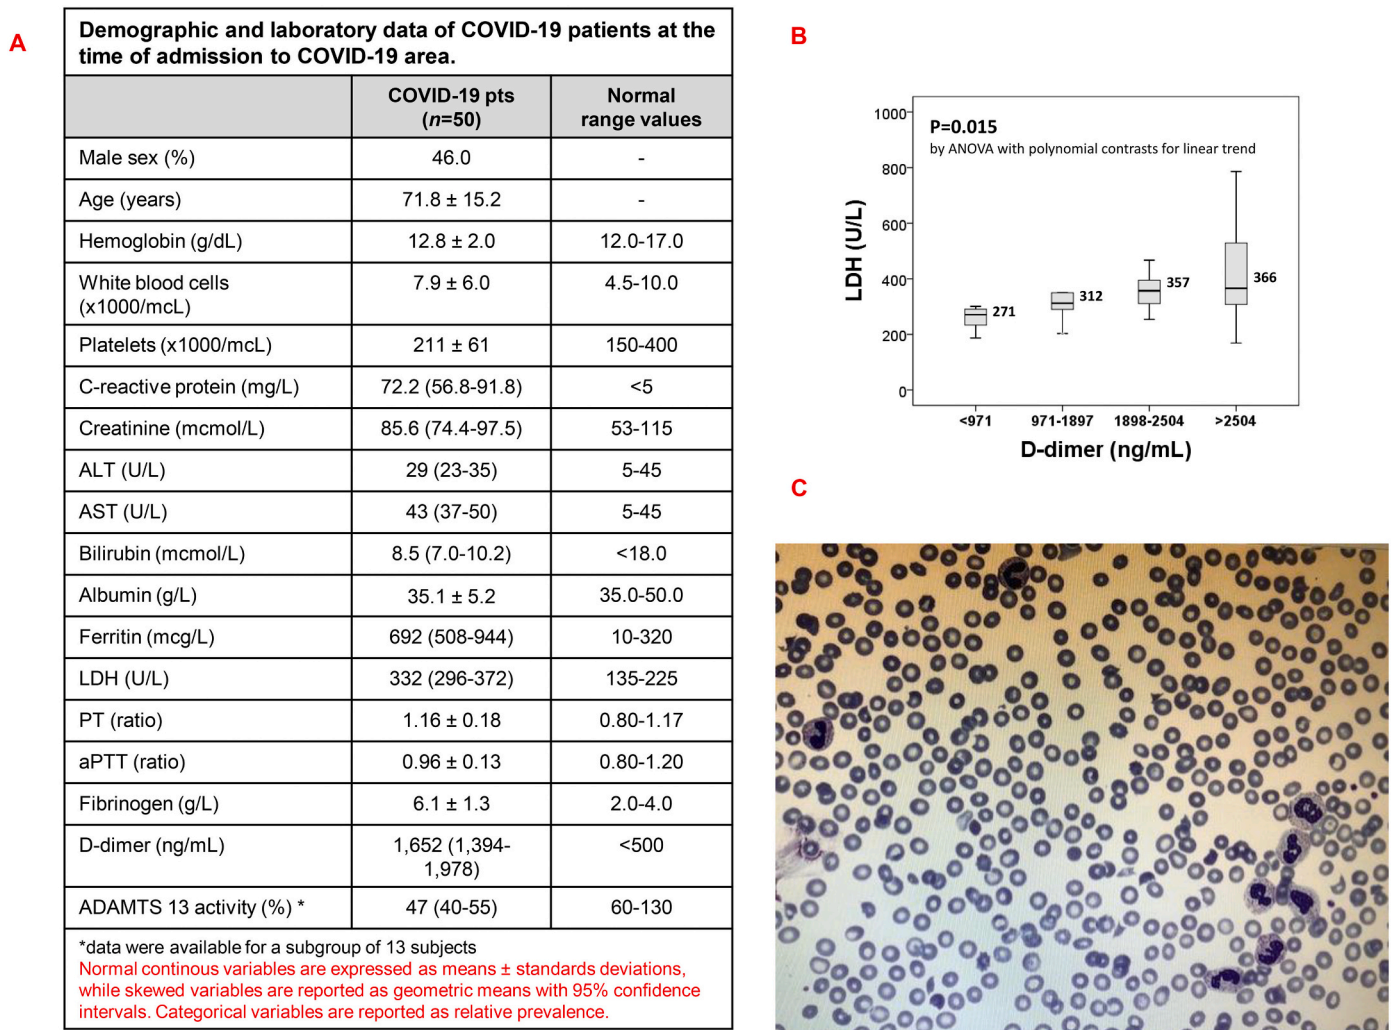 A
Demographic and laboratory data of COVID-19 patients at the
time of admission to COVID-19 area.
COVID-19 pts
(n=50)
Normal
range values
Male sex (%)
46.0
-
Age (years)
71.8 ± 15.2
-
Hemoglobin (g/dL)
12.8 ± 2.0
12.0-17.0
White blood cells
(x1000/mcL)
7.9 ± 6.0
4.5-10.0
Platelets (x1000/mcL)
211 ± 61
150-400
C-reactive protein (mg/L)
72.2 (56.8-91.8)
<5
Creatinine (mcmol/L)
85.6 (74.4-97.5)
53-115
ALT (U/L)
29 (23-35)
5-45
AST (U/L)
43 (37-50)
5-45
Bilirubin (mcmol/L)
8.5 (7.0-10.2)
<18.0
Albumin (g/L)
35.1 ± 5.2
35.0-50.0
Ferritin (mcg/L)
692 (508-944)
10-320
LDH (U/L)
332 (296-372)
135-225
PT (ratio)
1.16 ± 0.18
0.80-1.17
aPTT (ratio)
0.96 ± 0.13
0.80-1.20
Fibrinogen (g/L)
6.1 ± 1.3
2.0-4.0
D-dimer (ng/mL)
1,652 (1,394-
1,978)
<500
ADAMTS 13 activity (%) *
47 (40-55)
60-130
*data were available for a subgroup of 13 subjects
Normal continous variables are expressed as means ± standards deviations,
while skewed variables are reported as geometric means with 95% confidence
intervals. Categorical variables are reported as relative prevalence.
B
P=0.015
by ANOVA with polynomial contrasts for linear trend
LDH (U/L)
1000
800
600
400
200
0
271
312
357
366
<971
971-1897
1898-2504
>2504
D-dimer (ng/mL)
C